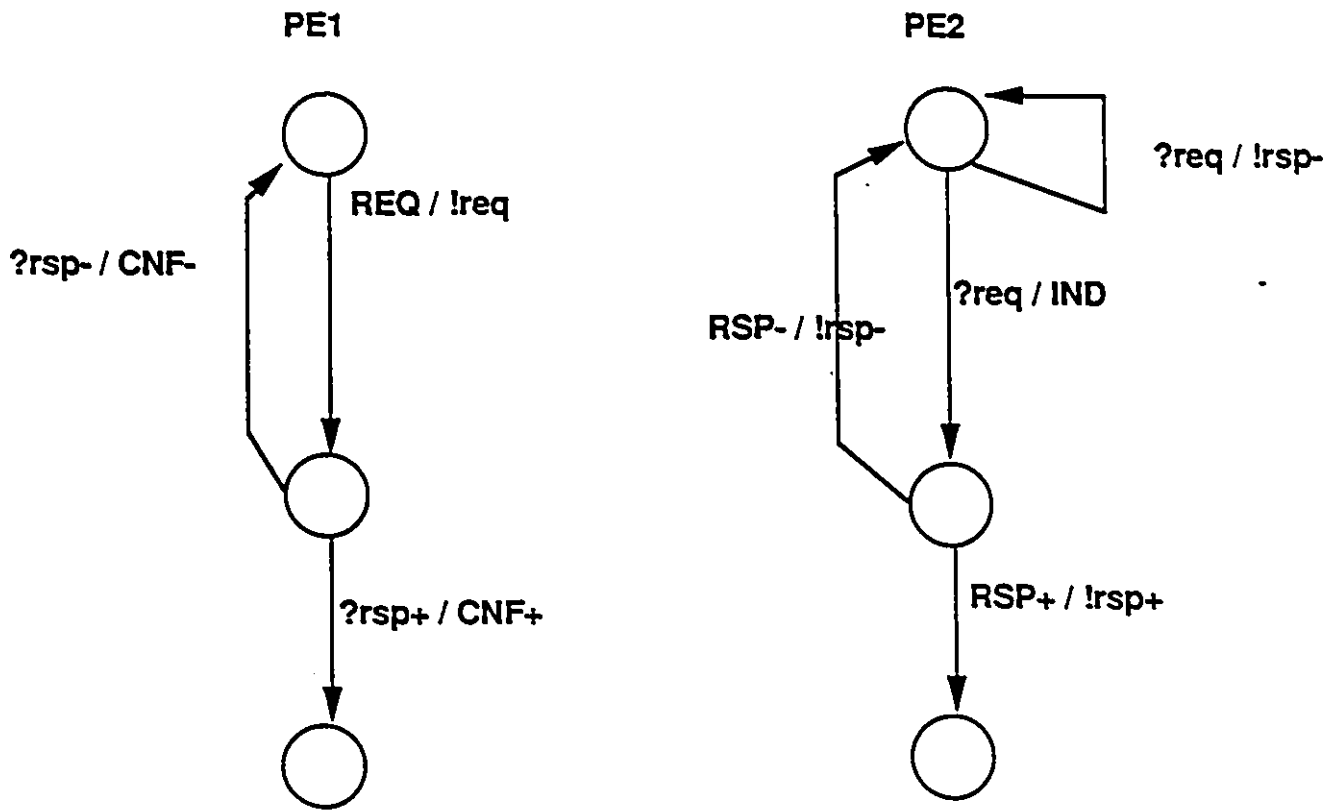 PE1
PE2
?req / !rsp-
REQ / !req
?rsp- / CNF-
?req / IND
RSP- / !rsp-
RSP+ / !rsp+
?rsp+ / CNF+